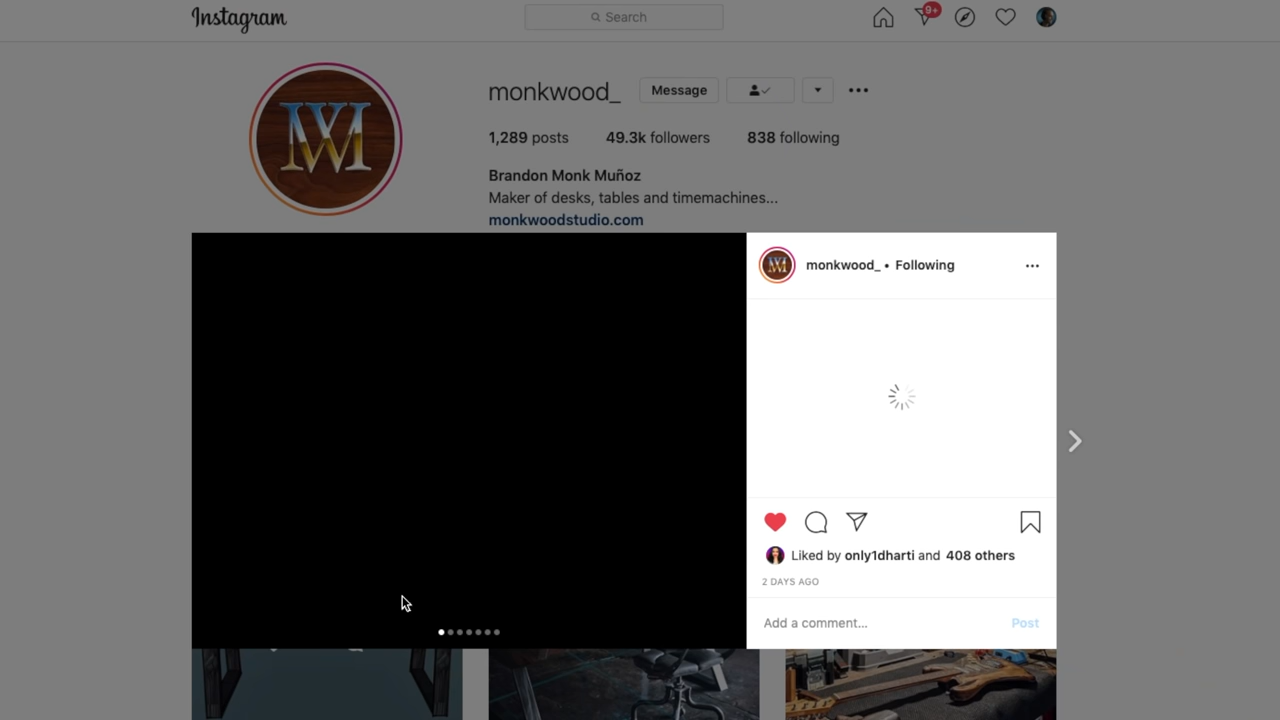 Instagram
Search
9+
monkwood_
Message
1,289 posts
49.3k followers
838 following
Brandon Monk Muñoz
Maker of desks, tables and timemachines...
monkwoodstudio.com
monkwood_ • Following
Liked by only1dharti and 408 others
2 DAYS AGO
Add a comment...
Post